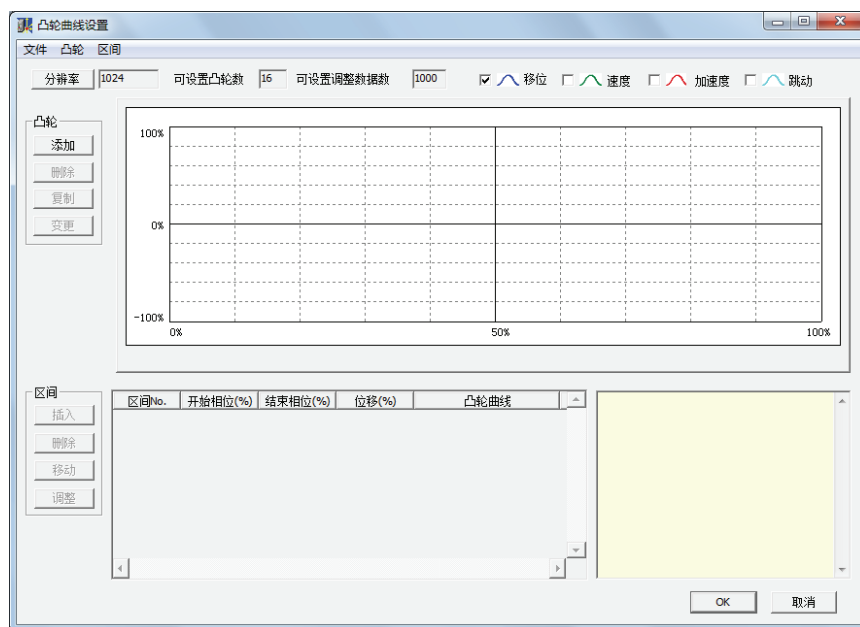 凸轮曲线设置
文件 凸轮 区间
分辨率 1024 可设置凸轮数 16 可设置调整数据数 1000 移位 速度 加速度 跳动
凸轮
添加
删除
复制
变更
100%
0%
-100%
0% 50% 100%
区间
插入
删除
移动
调整
区间No. 开始相位(%) 结束相位(%) 位移(%) 凸轮曲线
OK 取消